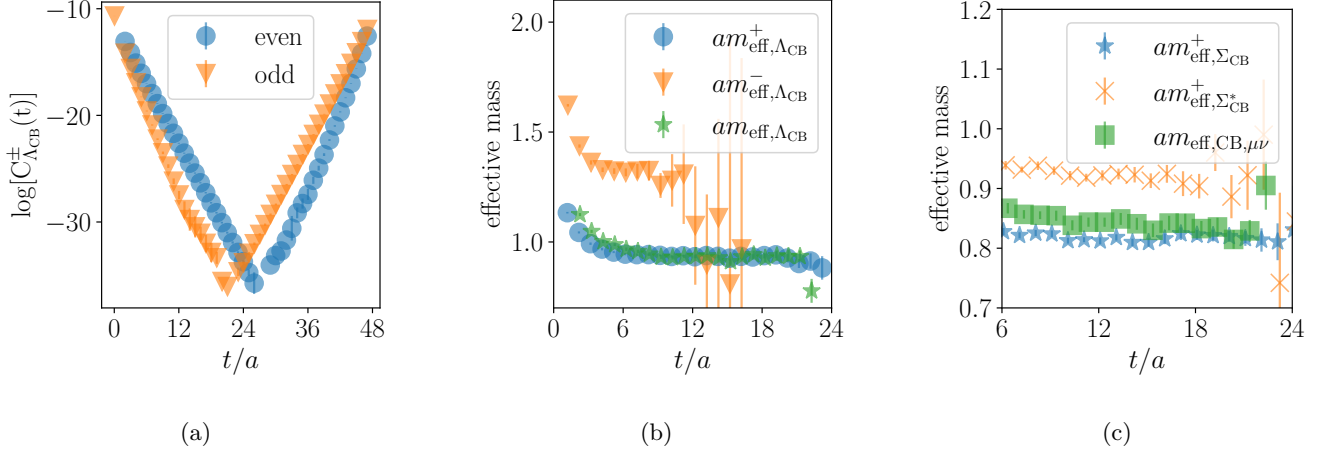 −10
−20
−30
0
12
24
36
48
log[C±ΛCB(t)]
t/a
even
odd
(a)
2.0
1.5
1.0
0
6
12
18
24
effective mass
t/a
am+eff,ΛCB
am−eff,ΛCB
ameff,ΛCB
(b)
1.2
1.1
1.0
0.9
0.8
0.7
6
12
18
24
effective mass
t/a
am+eff,ΣCB
am+eff,Σ*CB
ameff,CB,μν
(c)